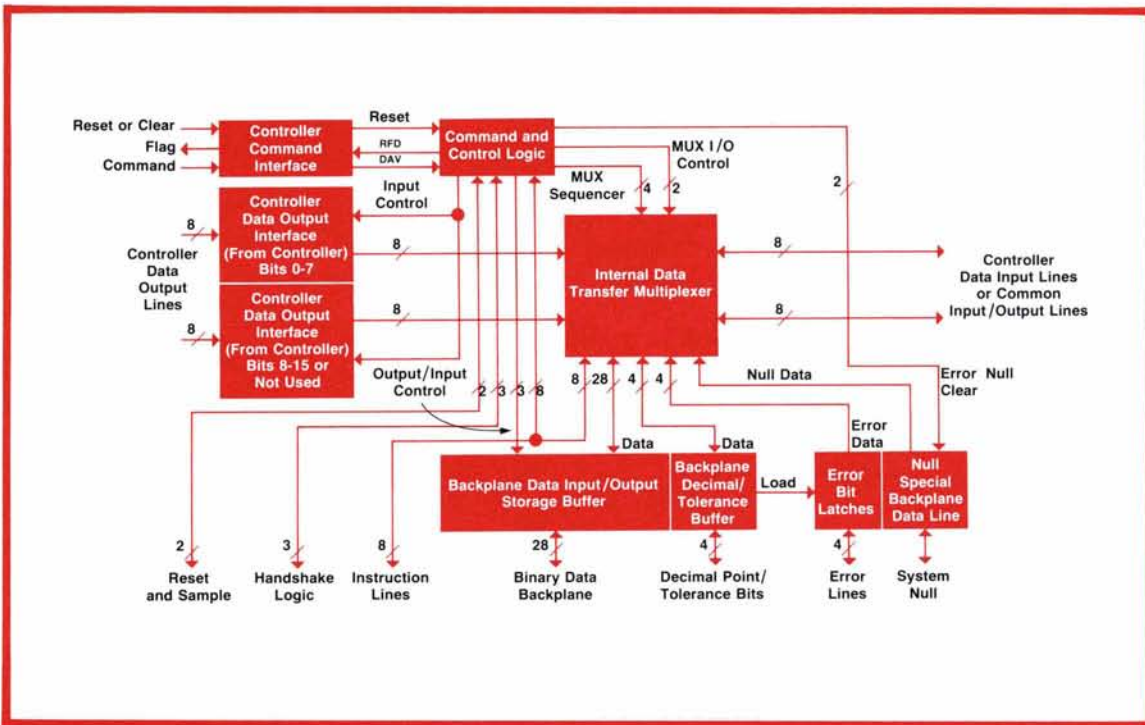 Reset or Clear
Flag
Command
Controller
Command
Interface
Reset
RFD
DAV
Command and
Control Logic
MUX I/O
Control
MUX
Sequencer
4
2
2
Input
Control
8
Controller
Data
Output
Lines
8
Controller
Data Output
Interface
(From Controller)
Bits 0-7
Controller
Data Output
Interface
(From Controller)
Bits 8-15 or
Not Used
8
8
Internal Data
Transfer Multiplexer
8
8
Controller
Data Input Lines
or Common
Input/Output Lines
Output/Input
Control
2
3
3
8
8
28
4
4
Null Data
Error Null
Clear
Data
Data
Error
Data
Backplane Data Input/Output
Storage Buffer
Backplane
Decimal/
Tolerance
Buffer
Load
Error
Bit
Latches
Null
Special
Backplane
Data Line
2
3
8
28
4
4
Reset
and Sample
Handshake
Logic
Instruction
Lines
Binary Data
Backplane
Decimal Point/
Tolerance Bits
Error
Lines
System
Null